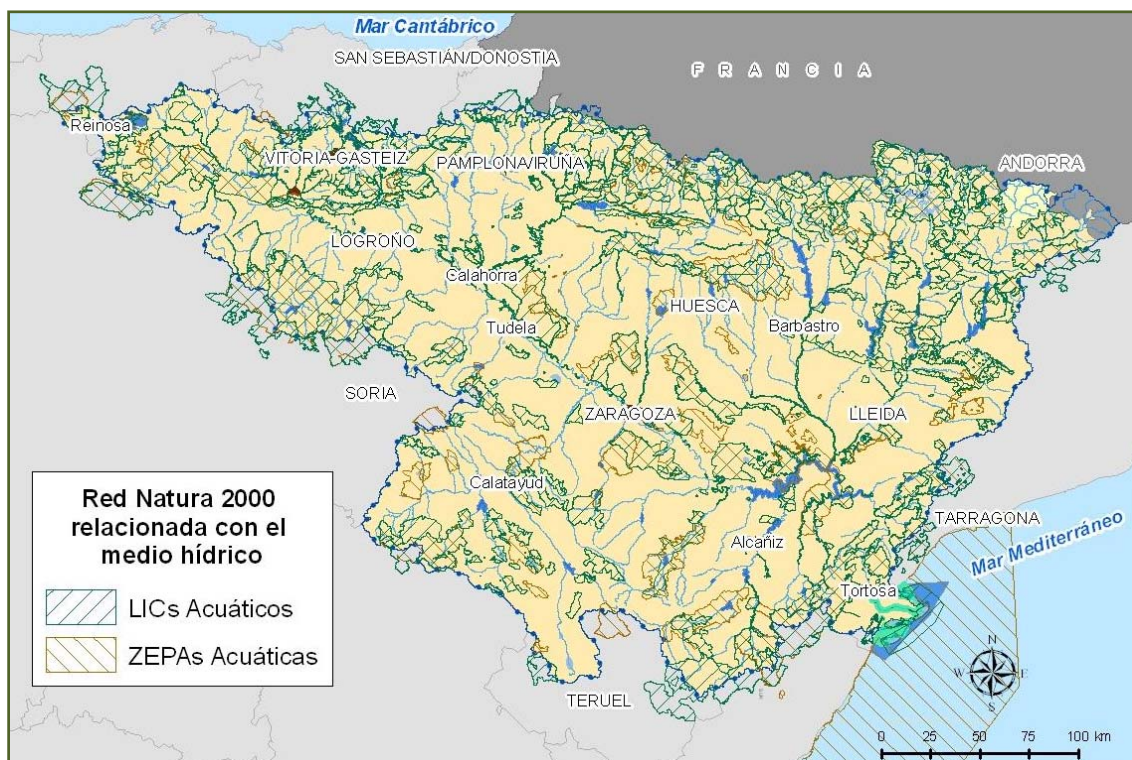 Mar Cantábrico
SAN SEBASTIÁN/DONOSTIA
FRANCIA
Reinosa
VITORIA-GASTEIZ
PAMPLONA/IRUÑA
ANDORRA
LOGROÑO
Calahorra
HUESCA
Tudela
Barbastro
SORIA
ZARAGOZA
LLEIDA
Calatayud
TARRAGONA
Mar Mediterráneo
Alcañiz
Tortosa
TERUEL
Red Natura 2000
relacionada con el
medio hídrico
LICs Acuáticos
ZEPAs Acuáticas
N
W E
S
0 25 50 75 100 km